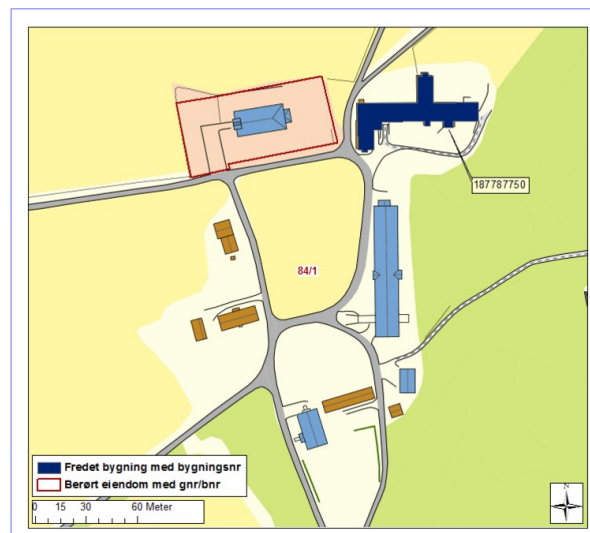 187787750
84/1
Fredet bygning med bygningsnr
Berørt eiendom med gnr/bnr
0 15 30 60 Meter
N